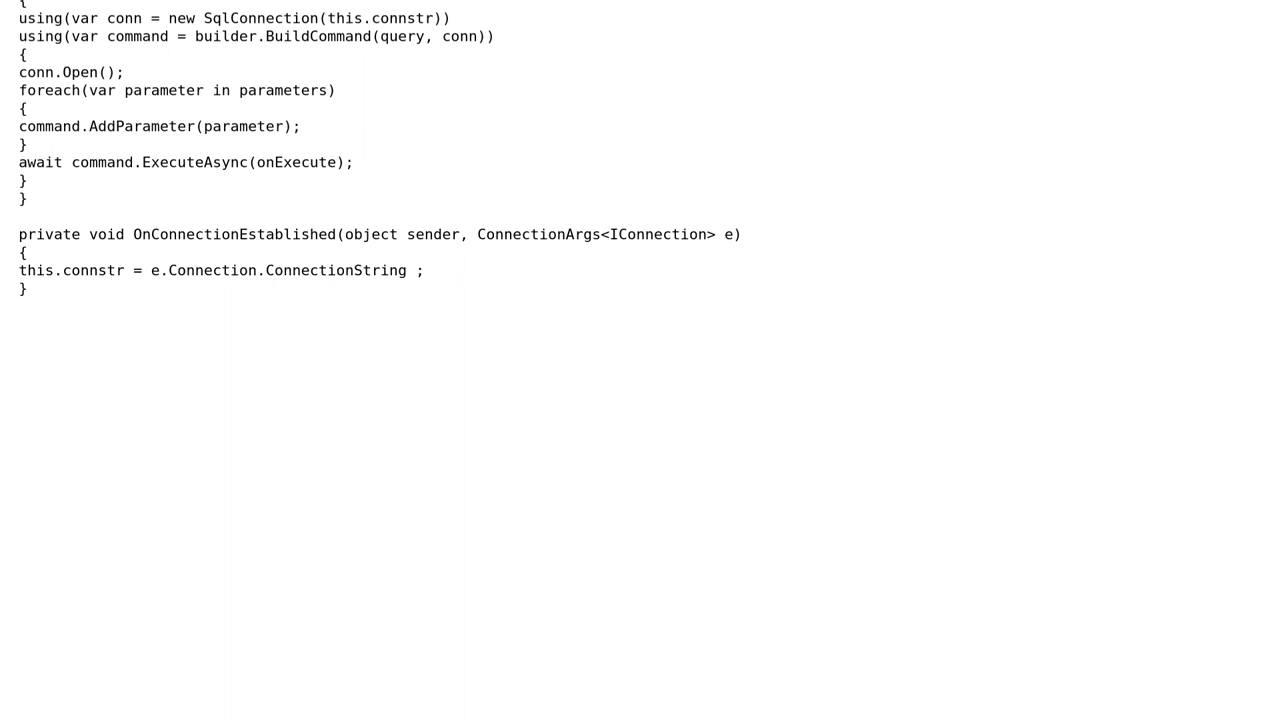 {
using(var conn = new SqlConnection(this.connstr))
using(var command = builder.BuildCommand(query, conn))
{
conn.Open();
foreach(var parameter in parameters)
{
command.AddParameter(parameter);
}
await command.ExecuteAsync(onExecute);
}
}

private void OnConnectionEstablished(object sender, ConnectionArgs<IConnection> e)
{
this.connstr = e.Connection.ConnectionString ;
}